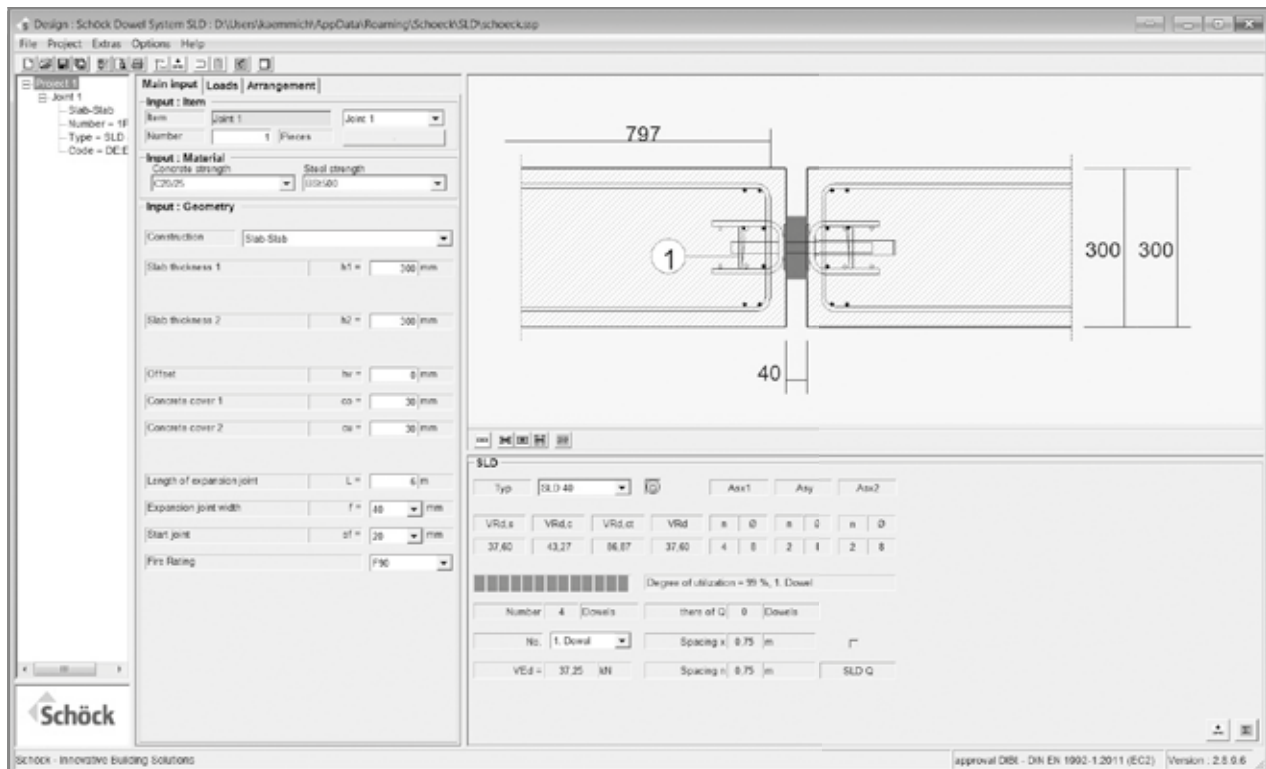 Design : Schöck Dowel System SLD : D:\Users\kaemmich\AppData\Roaming\Schoeck\SLD\schoeck.ssp
File Project Extras Options Help
Project 1
Joint 1
Slab-Slab
Number = 1P
Type = SLD
Code = DE:E
Schöck
Main input Loads Arrangement
Input : Item
Item Joint 1 Joint 1
Number 1 Pieces
Input : Material
Concrete strength Steel strength
C20/25 BSt500
Input : Geometry
Construction Slab-Slab
Slab thickness 1 h1 = 300 mm
Slab thickness 2 h2 = 300 mm
Offset hv = 0 mm
Concrete cover 1 co = 30 mm
Concrete cover 2 cu = 30 mm
Length of expansion joint L = 6 m
Expansion joint width f = 40 mm
Start joint sf = 20 mm
Fire Rating F90
797
1
300 300
40
SLD
Typ SLD 40 Asx1 Asy Asx2
VRd,s VRd,c VRd,ct VRd n Ø n Ø n Ø
37,60 43,27 86,87 37,60 4 8 2 8 2 8
Degree of utilization = 99 %, 1. Dowel
Number 4 Dowels there of Q 0 Dowels
No. 1. Dowel Spacing x 0,75 m
VEd = 37,25 kN Spacing n 0,75 m SLD Q
Schöck - Innovative Building Solutions approval DIBt - DIN EN 1992-1:2011 (EC2) Version : 2.8.9.6